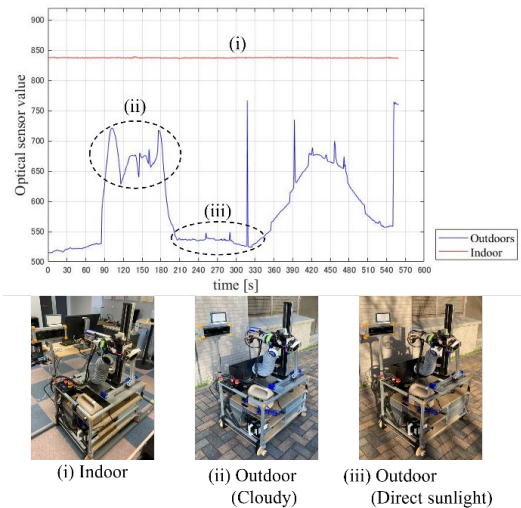 (i)
900
850
800
750
700
650
600
550
500
Optical sensor value
(ii)
(iii)
0 30 60 90 120 150 180 210 240 270 300 330 360 390 420 450 480 510 540 570 600
time [s]
Outdoors
Indoor
(i) Indoor
(ii) Outdoor
(Cloudy)
(iii) Outdoor
(Direct sunlight)